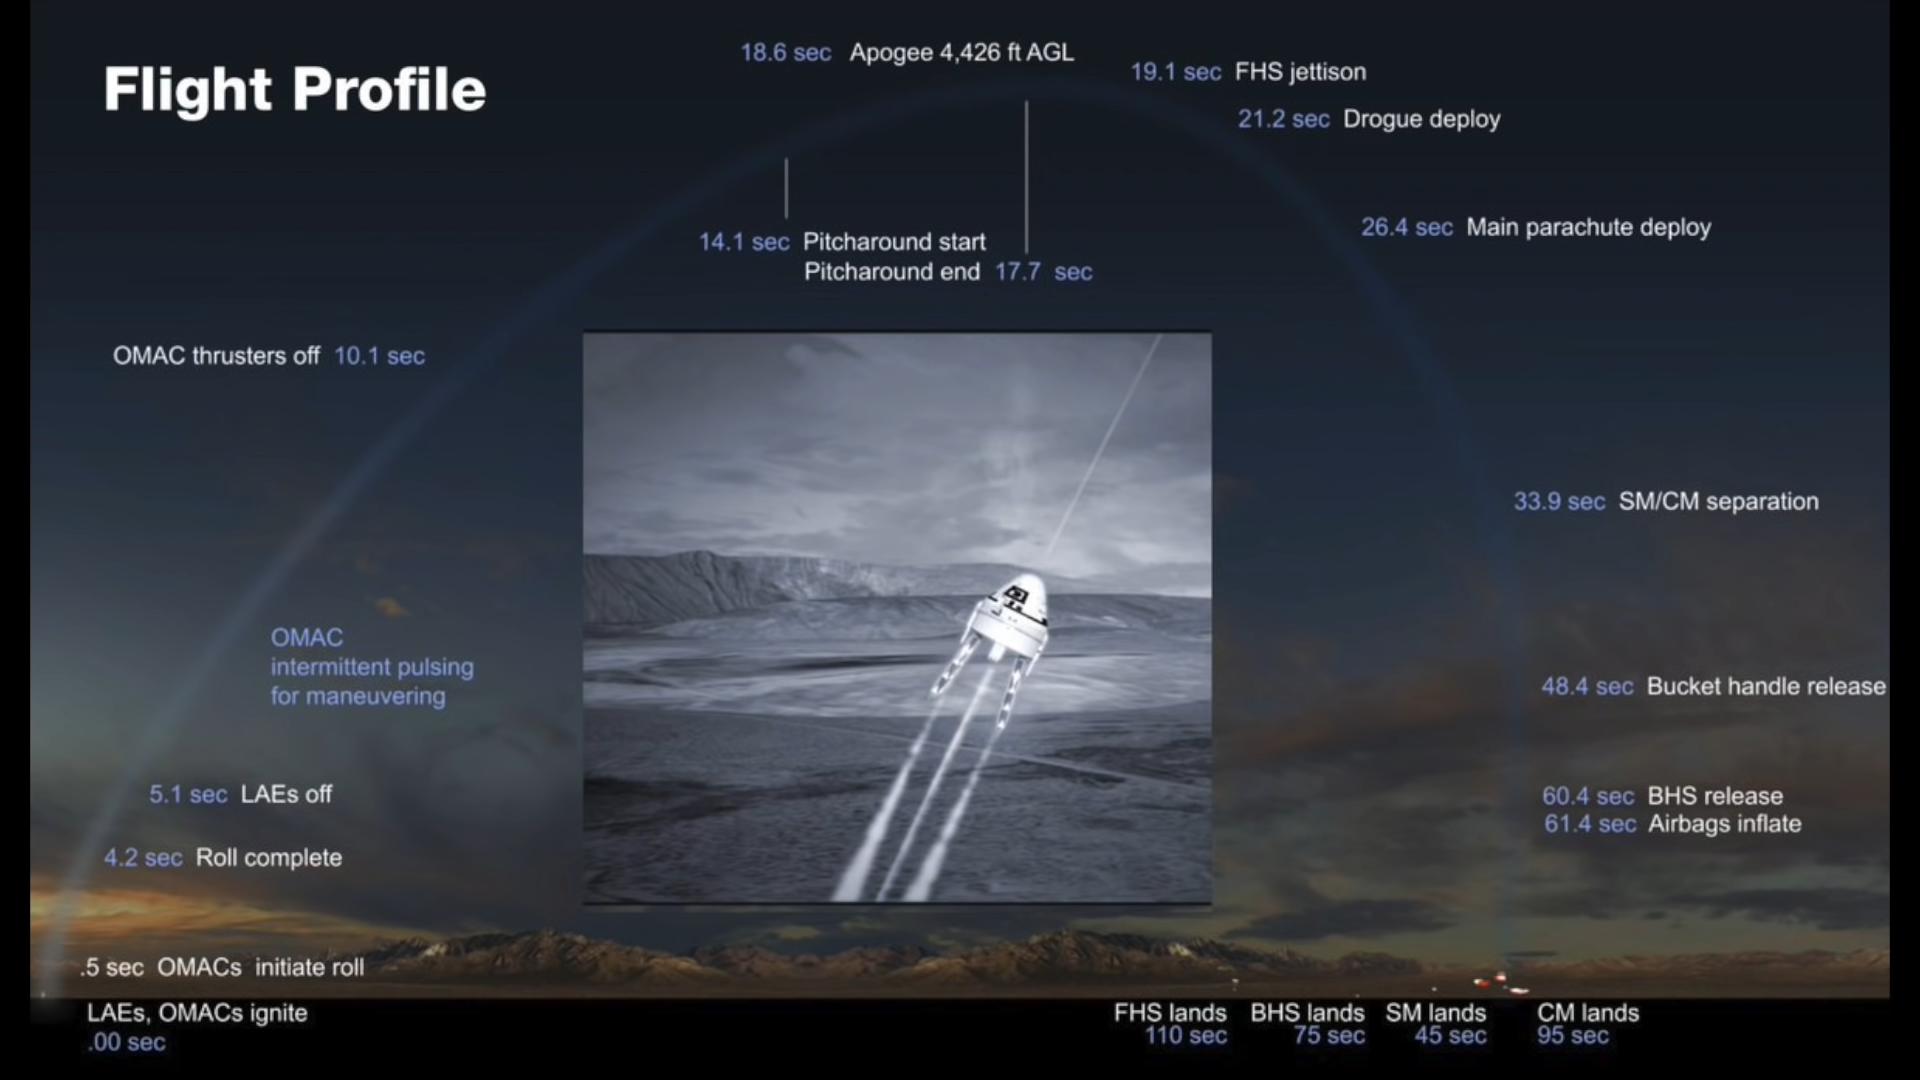 Flight Profile
18.6 sec Apogee 4,426 ft AGL
19.1 sec FHS jettison
21.2 sec Drogue deploy
26.4 sec Main parachute deploy
14.1 sec Pitcharound start
Pitcharound end 17.7 sec
OMAC thrusters off 10.1 sec
33.9 sec SM/CM separation
OMAC
intermittent pulsing
for maneuvering
48.4 sec Bucket handle release
5.1 sec LAEs off
60.4 sec BHS release
61.4 sec Airbags inflate
4.2 sec Roll complete
.5 sec OMACs initiate roll
LAEs, OMACs ignite
.00 sec
FHS lands
110 sec
BHS lands
75 sec
SM lands
45 sec
CM lands
95 sec